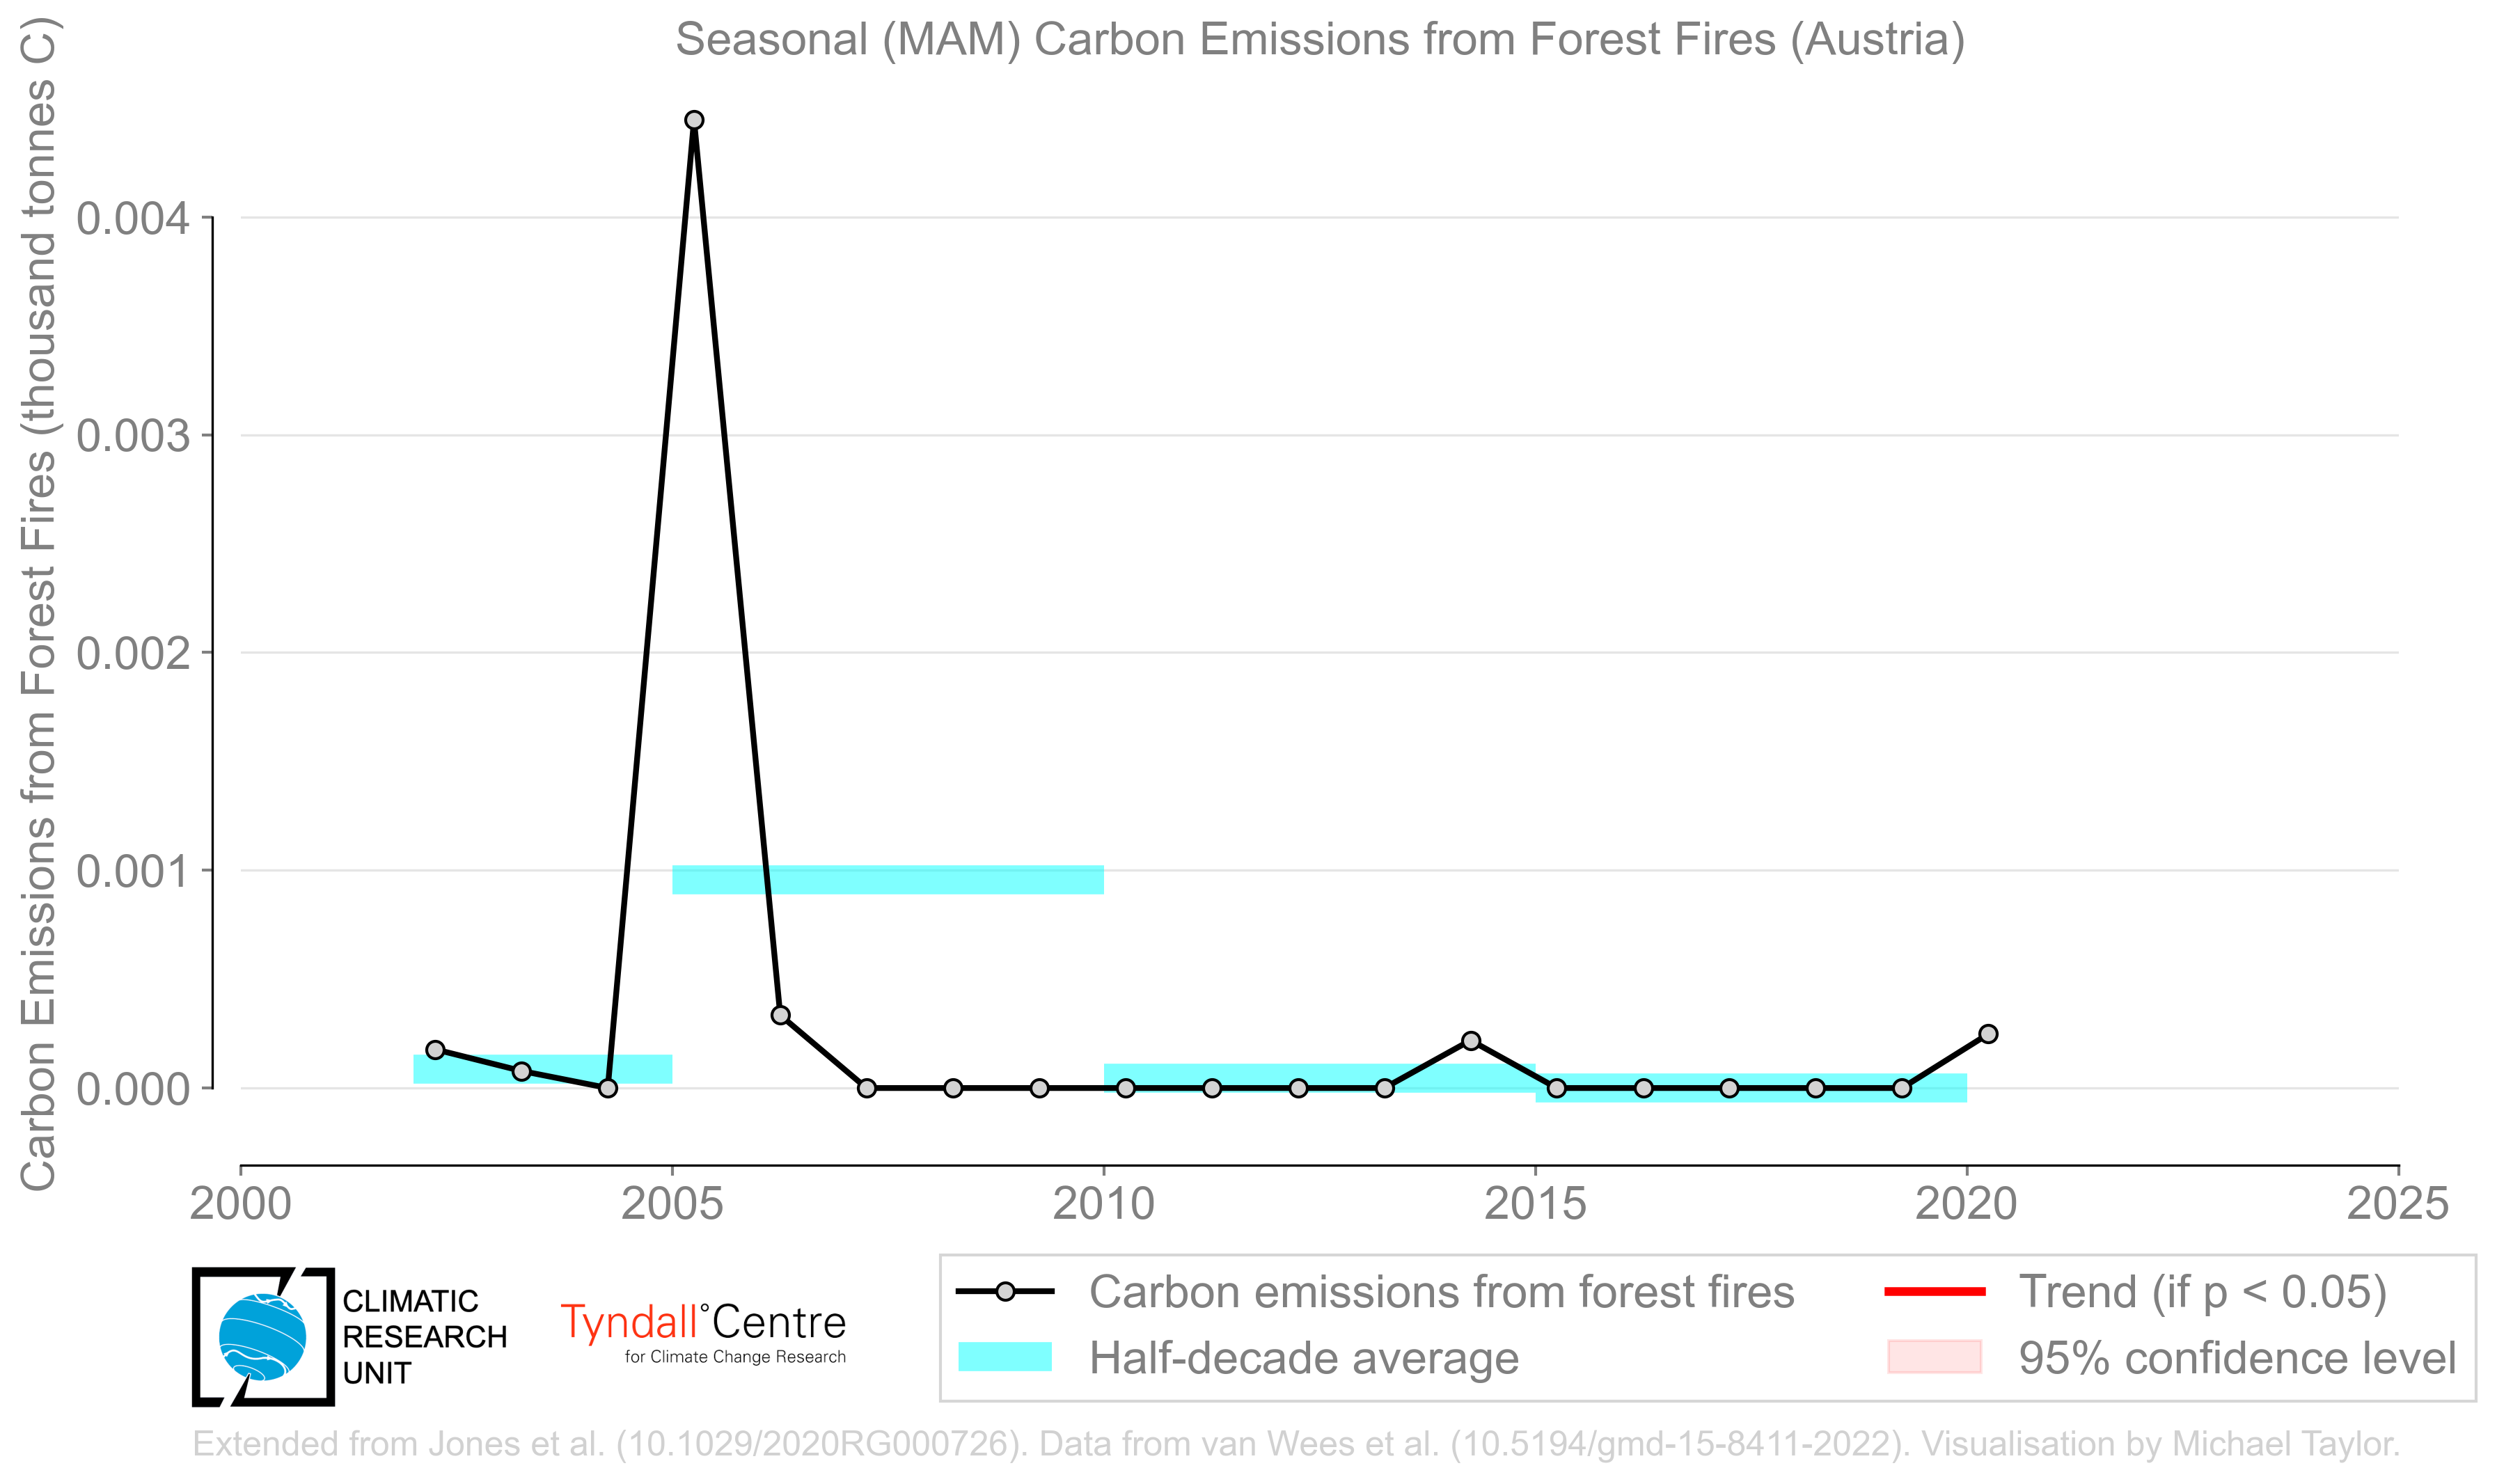 Seasonal (MAM) Carbon Emissions from Forest Fires (Austria)
Carbon Emissions from Forest Fires (thousand tonnes C)
0.004
0.003
0.002
0.001
0.000
2000 2005 2010 2015 2020 2025
CLIMATIC
RESEARCH
UNIT
Tyndall°Centre
for Climate Change Research
Carbon emissions from forest fires
Half-decade average
Trend (if p < 0.05)
95% confidence level
Extended from Jones et al. (10.1029/2020RG000726). Data from van Wees et al. (10.5194/gmd-15-8411-2022). Visualisation by Michael Taylor.